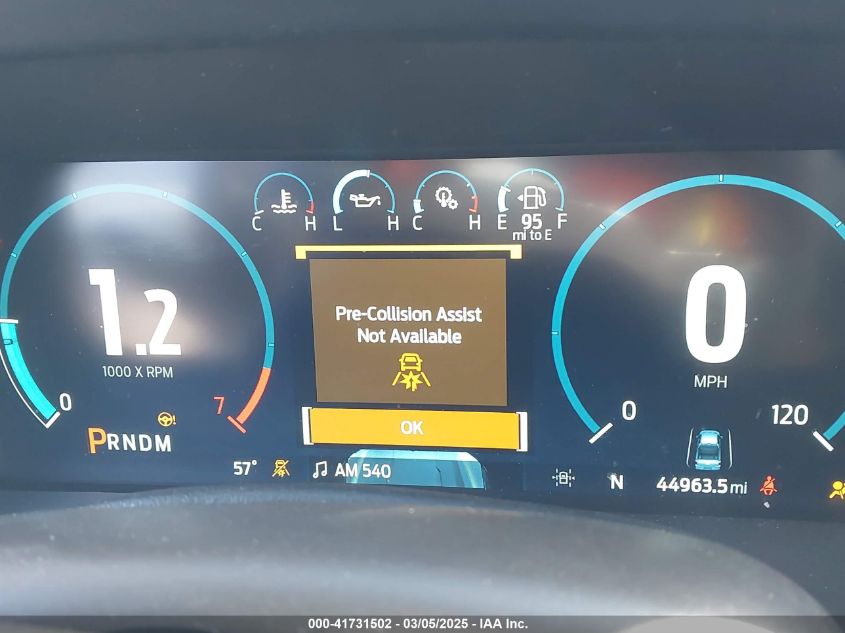 C H
L H
C H
E 95 F
mi to E
Pre-Collision Assist
Not Available
OK
1.2
1000 X RPM
0
7
PRNDM
57°
AM 540
0
MPH
0
120
N
44963.5 mi
000-41731502 - 03/05/2025 - IAA Inc.